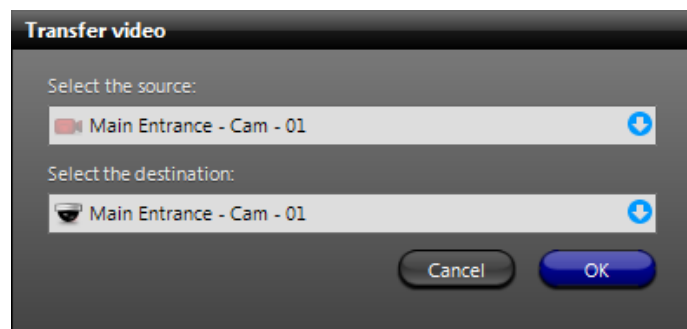 Transfer video
Select the source:
Main Entrance - Cam - 01
Select the destination:
Main Entrance - Cam - 01
Cancel OK